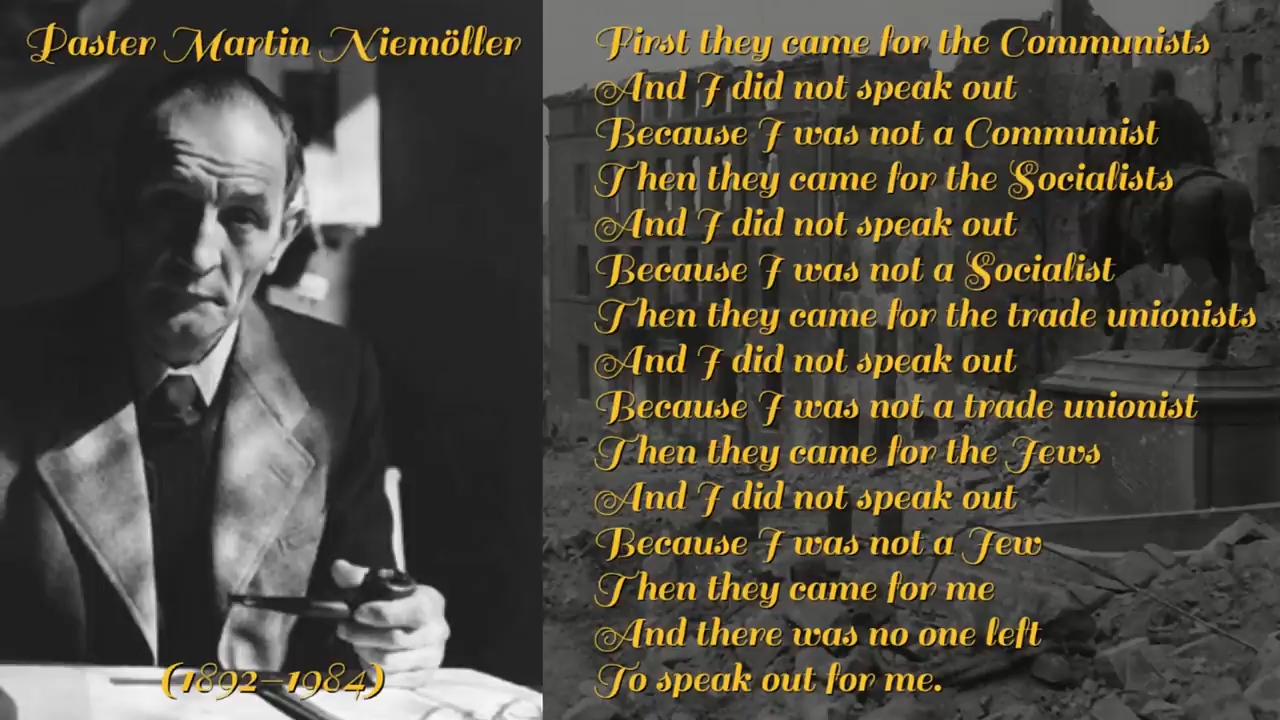 Paster Martin Niemöller
(1892–1984)
First they came for the Communists
And I did not speak out
Because I was not a Communist
Then they came for the Socialists
And I did not speak out
Because I was not a Socialist
Then they came for the trade unionists
And I did not speak out
Because I was not a trade unionist
Then they came for the Jews
And I did not speak out
Because I was not a Jew
Then they came for me
And there was no one left
To speak out for me.